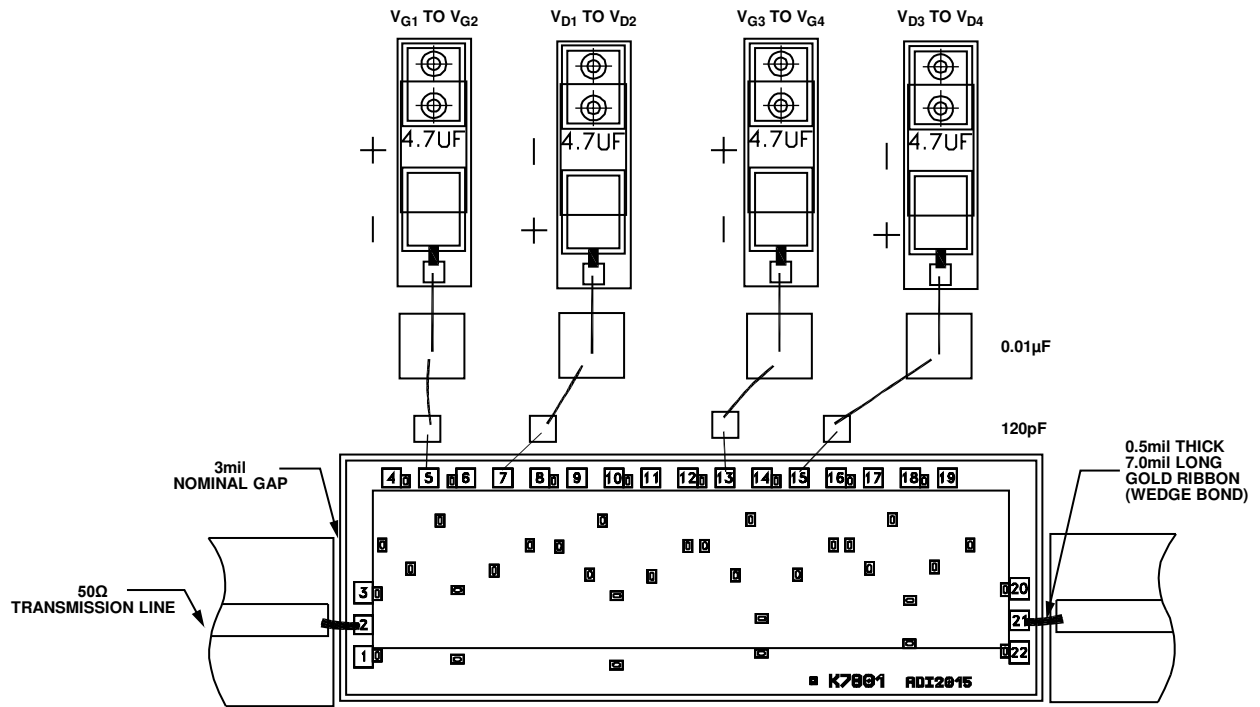 VG1 TO VG2
VD1 TO VD2
VG3 TO VG4
VD3 TO VD4
4.7UF
4.7UF
4.7UF
4.7UF
+
–
–
+
+
–
–
+
0.01µF
120pF
3mil
NOMINAL GAP
0.5mil THICK
7.0mil LONG
GOLD RIBBON
(WEDGE BOND)
4 5 6 7 8 9 10 11 12 13 14 15 16 17 18 19
50Ω
TRANSMISSION LINE
3
2
1
20
21
22
K7801 ADI2015